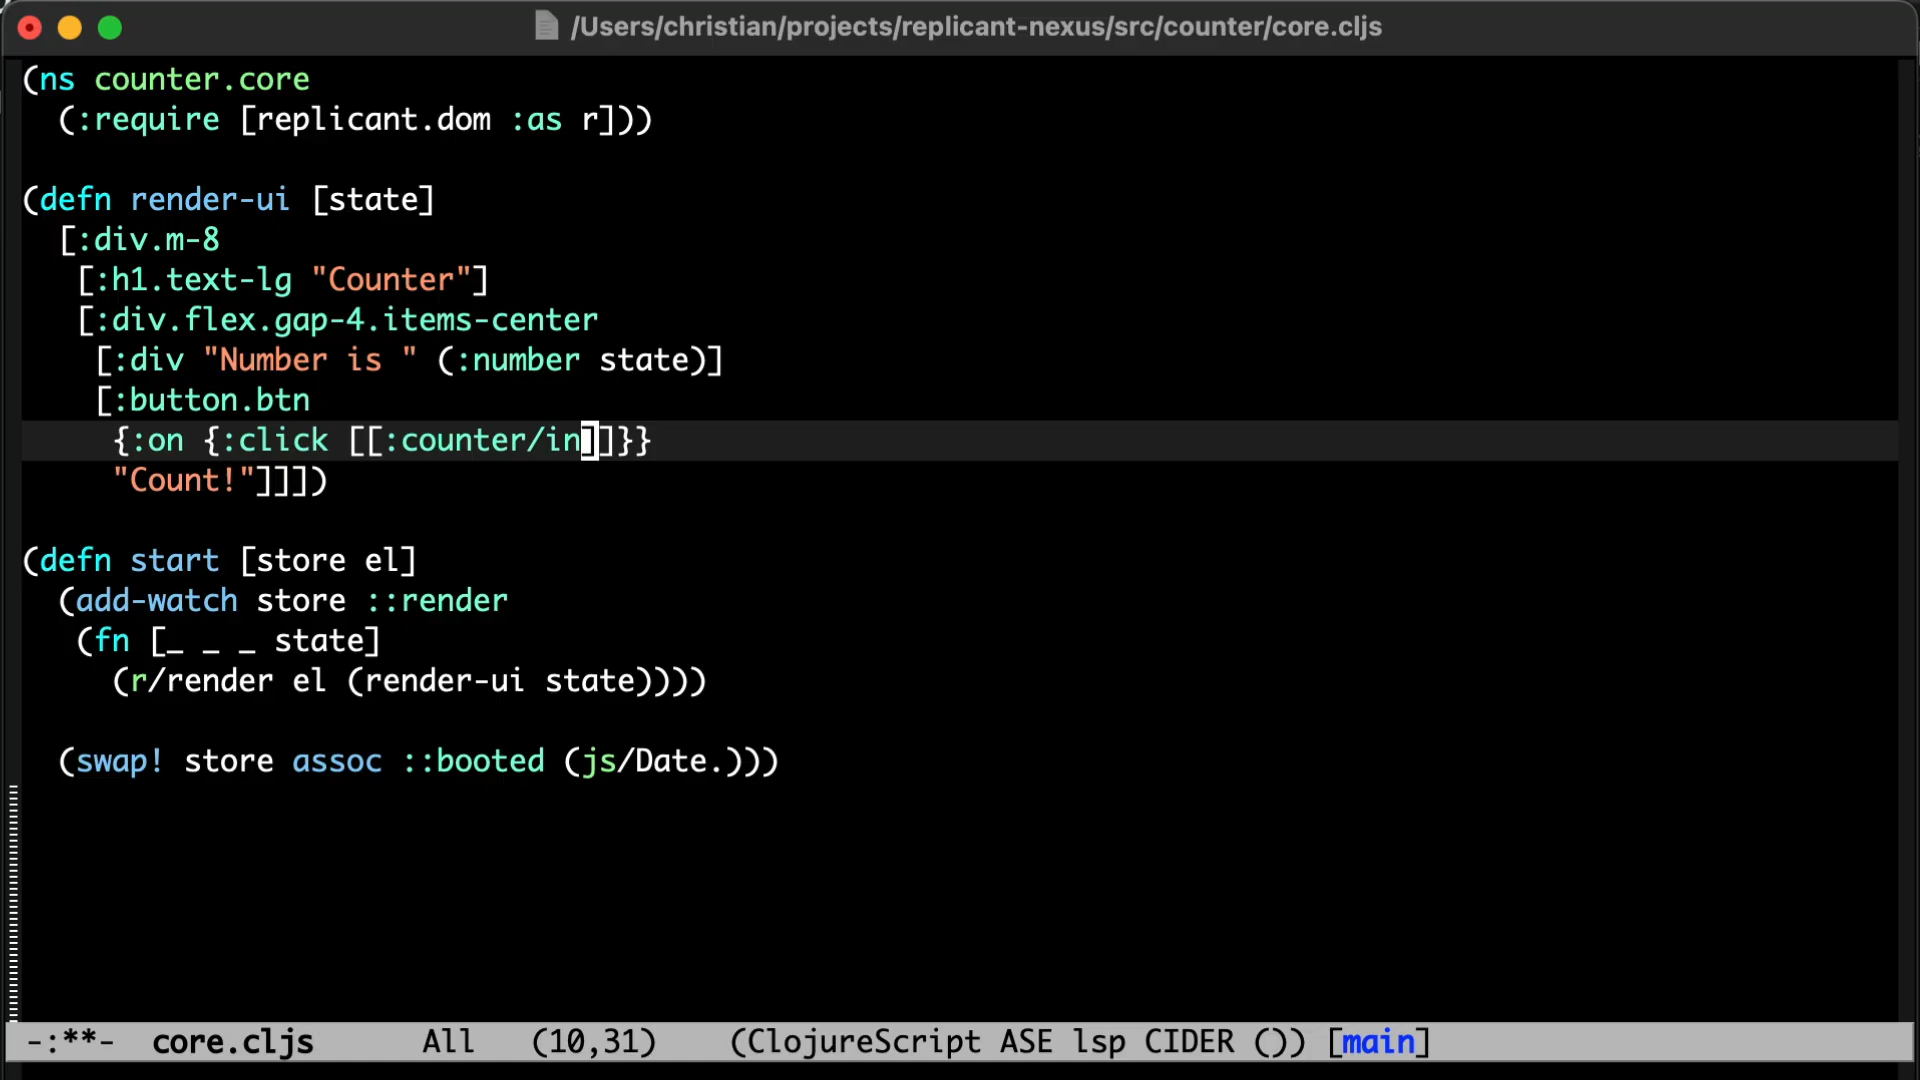 /Users/christian/projects/replicant-nexus/src/counter/core.cljs
(ns counter.core
  (:require [replicant.dom :as r]))

(defn render-ui [state]
  [:div.m-8
   [:h1.text-lg "Counter"]
   [:div.flex.gap-4.items-center
    [:div "Number is " (:number state)]
    [:button.btn
     {:on {:click [[:counter/in]]}}
     "Count!"]]])

(defn start [store el]
  (add-watch store ::render
   (fn [_ _ _ state]
     (r/render el (render-ui state))))

  (swap! store assoc ::booted (js/Date.)))
-:**-  core.cljs      All   (10,31)    (ClojureScript ASE lsp CIDER ()) [main]